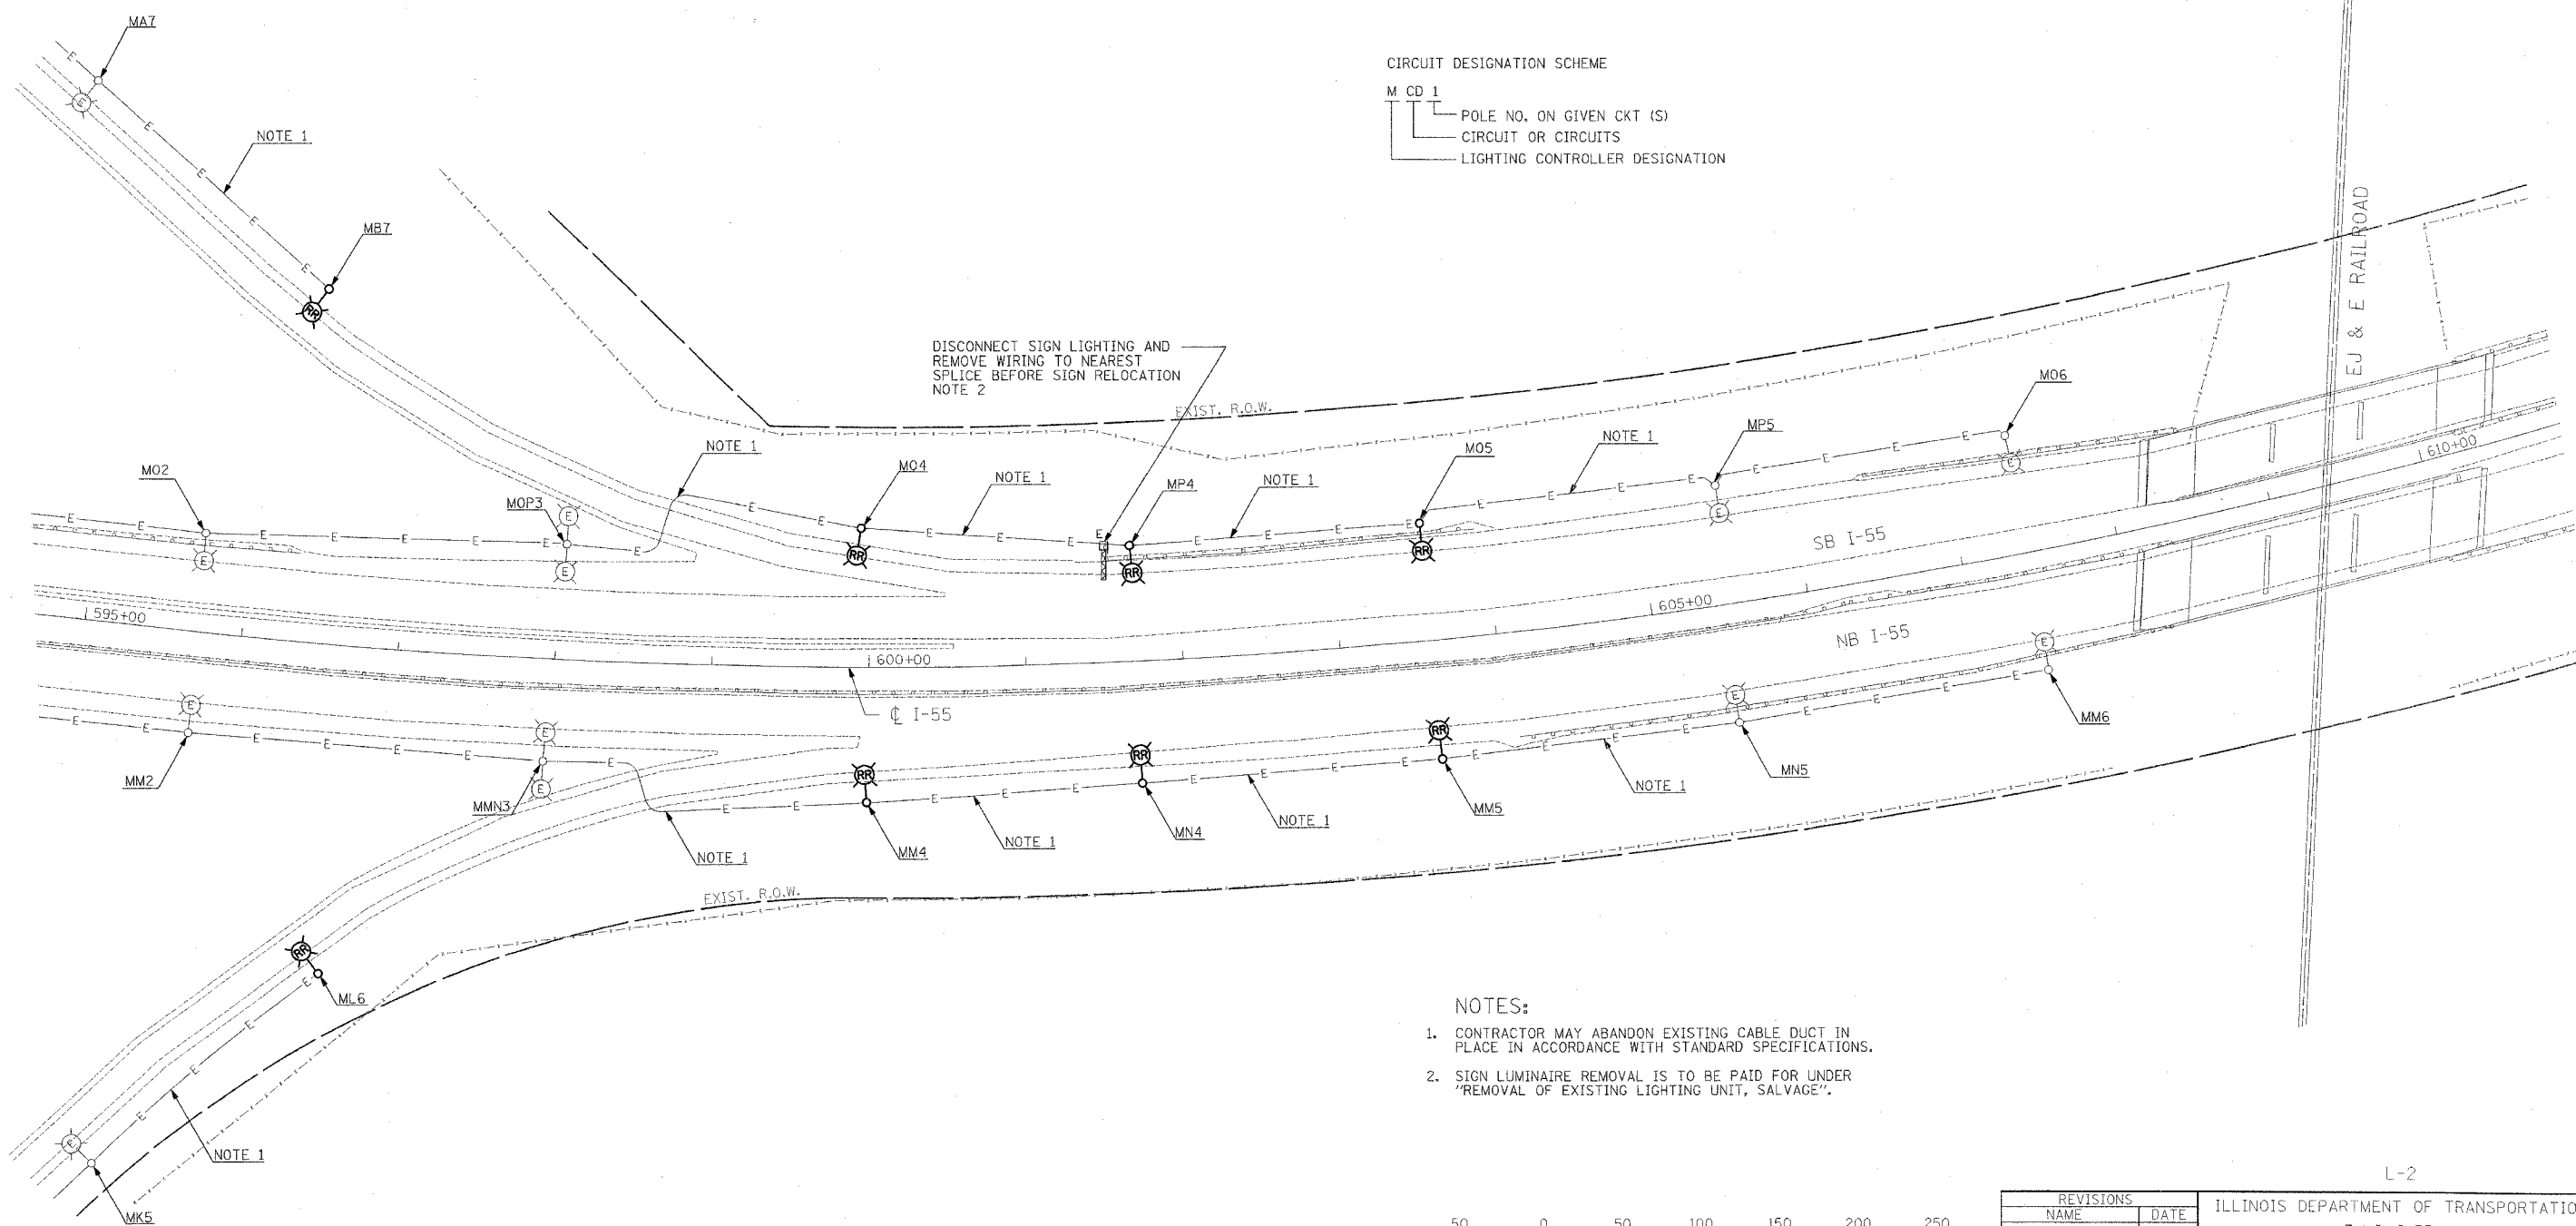 MA7
NOTE 1
MB7
CIRCUIT DESIGNATION SCHEME
M CD 1
POLE NO. ON GIVEN CKT (S)
CIRCUIT OR CIRCUITS
LIGHTING CONTROLLER DESIGNATION
EJ & E RAILROAD
DISCONNECT SIGN LIGHTING AND
REMOVE WIRING TO NEAREST
SPLICE BEFORE SIGN RELOCATION
NOTE 2
EXIST. R.O.W.
MO2
MOP3
NOTE 1
MO4
NOTE 1
MP4
NOTE 1
MO5
NOTE 1
MP5
MO6
610+00
SB I-55
595+00
600+00
605+00
NB I-55
℄ I-55
MM2
MMN3
NOTE 1
MM4
NOTE 1
MN4
NOTE 1
MM5
NOTE 1
MN5
MM6
EXIST. R.O.W.
ML6
NOTE 1
MK5
NOTES:
1. CONTRACTOR MAY ABANDON EXISTING CABLE DUCT IN
PLACE IN ACCORDANCE WITH STANDARD SPECIFICATIONS.
2. SIGN LUMINAIRE REMOVAL IS TO BE PAID FOR UNDER
"REMOVAL OF EXISTING LIGHTING UNIT, SALVAGE".
L-2
REVISIONS
NAME DATE
ILLINOIS DEPARTMENT OF TRANSPORTATIO
50 0 50 100 150 200 250